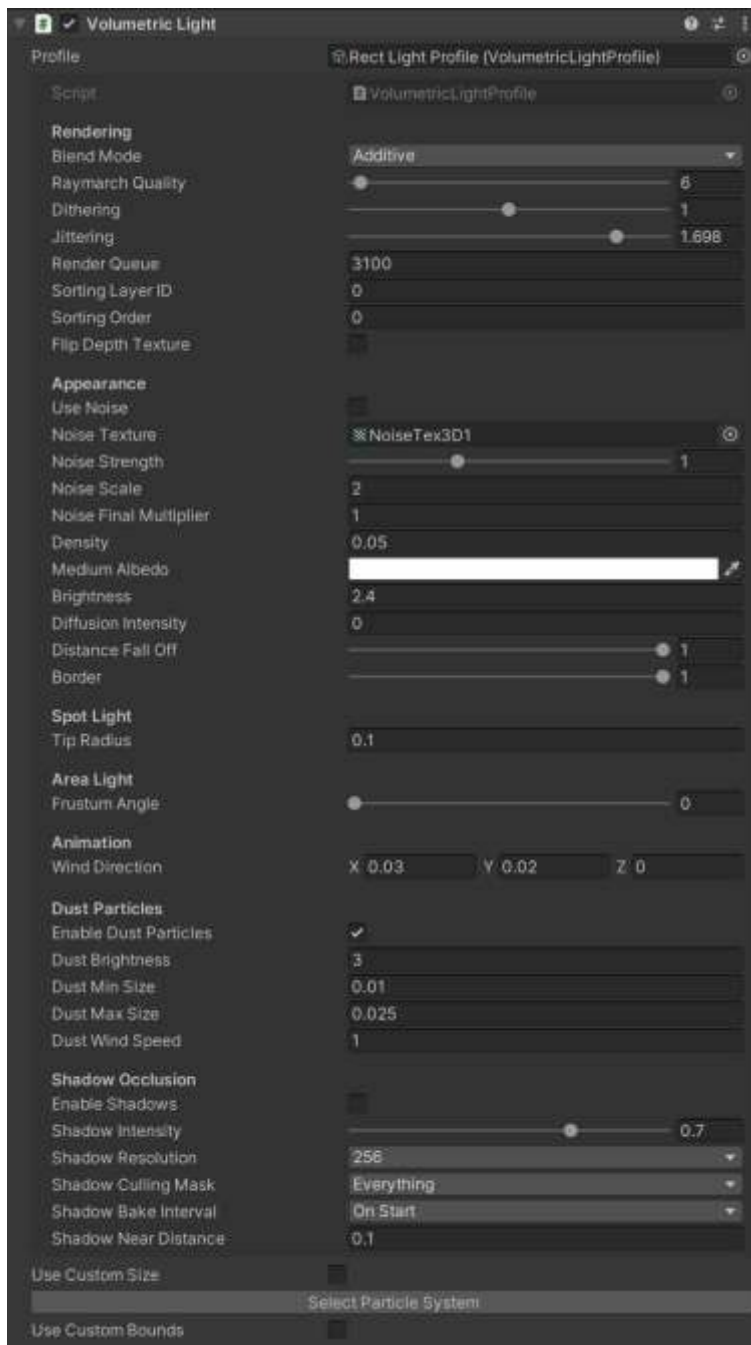 Volumetric Light
Profile Rect Light Profile (VolumetricLightProfile)
Script VolumetricLightProfile
Rendering
Blend Mode Additive
Raymarch Quality 6
Dithering 1
Jittering 1.698
Render Queue 3100
Sorting Layer ID 0
Sorting Order 0
Flip Depth Texture
Appearance
Use Noise
Noise Texture NoiseTex3D1
Noise Strength 1
Noise Scale 2
Noise Final Multiplier 1
Density 0.05
Medium Albedo
Brightness 2.4
Diffusion Intensity 0
Distance Fall Off 1
Border 1
Spot Light
Tip Radius 0.1
Area Light
Frustum Angle 0
Animation
Wind Direction X 0.03 Y 0.02 Z 0
Dust Particles
Enable Dust Particles
Dust Brightness 3
Dust Min Size 0.01
Dust Max Size 0.025
Dust Wind Speed 1
Shadow Occlusion
Enable Shadows
Shadow Intensity 0.7
Shadow Resolution 256
Shadow Culling Mask Everything
Shadow Bake Interval On Start
Shadow Near Distance 0.1
Use Custom Size
Select Particle System
Use Custom Bounds